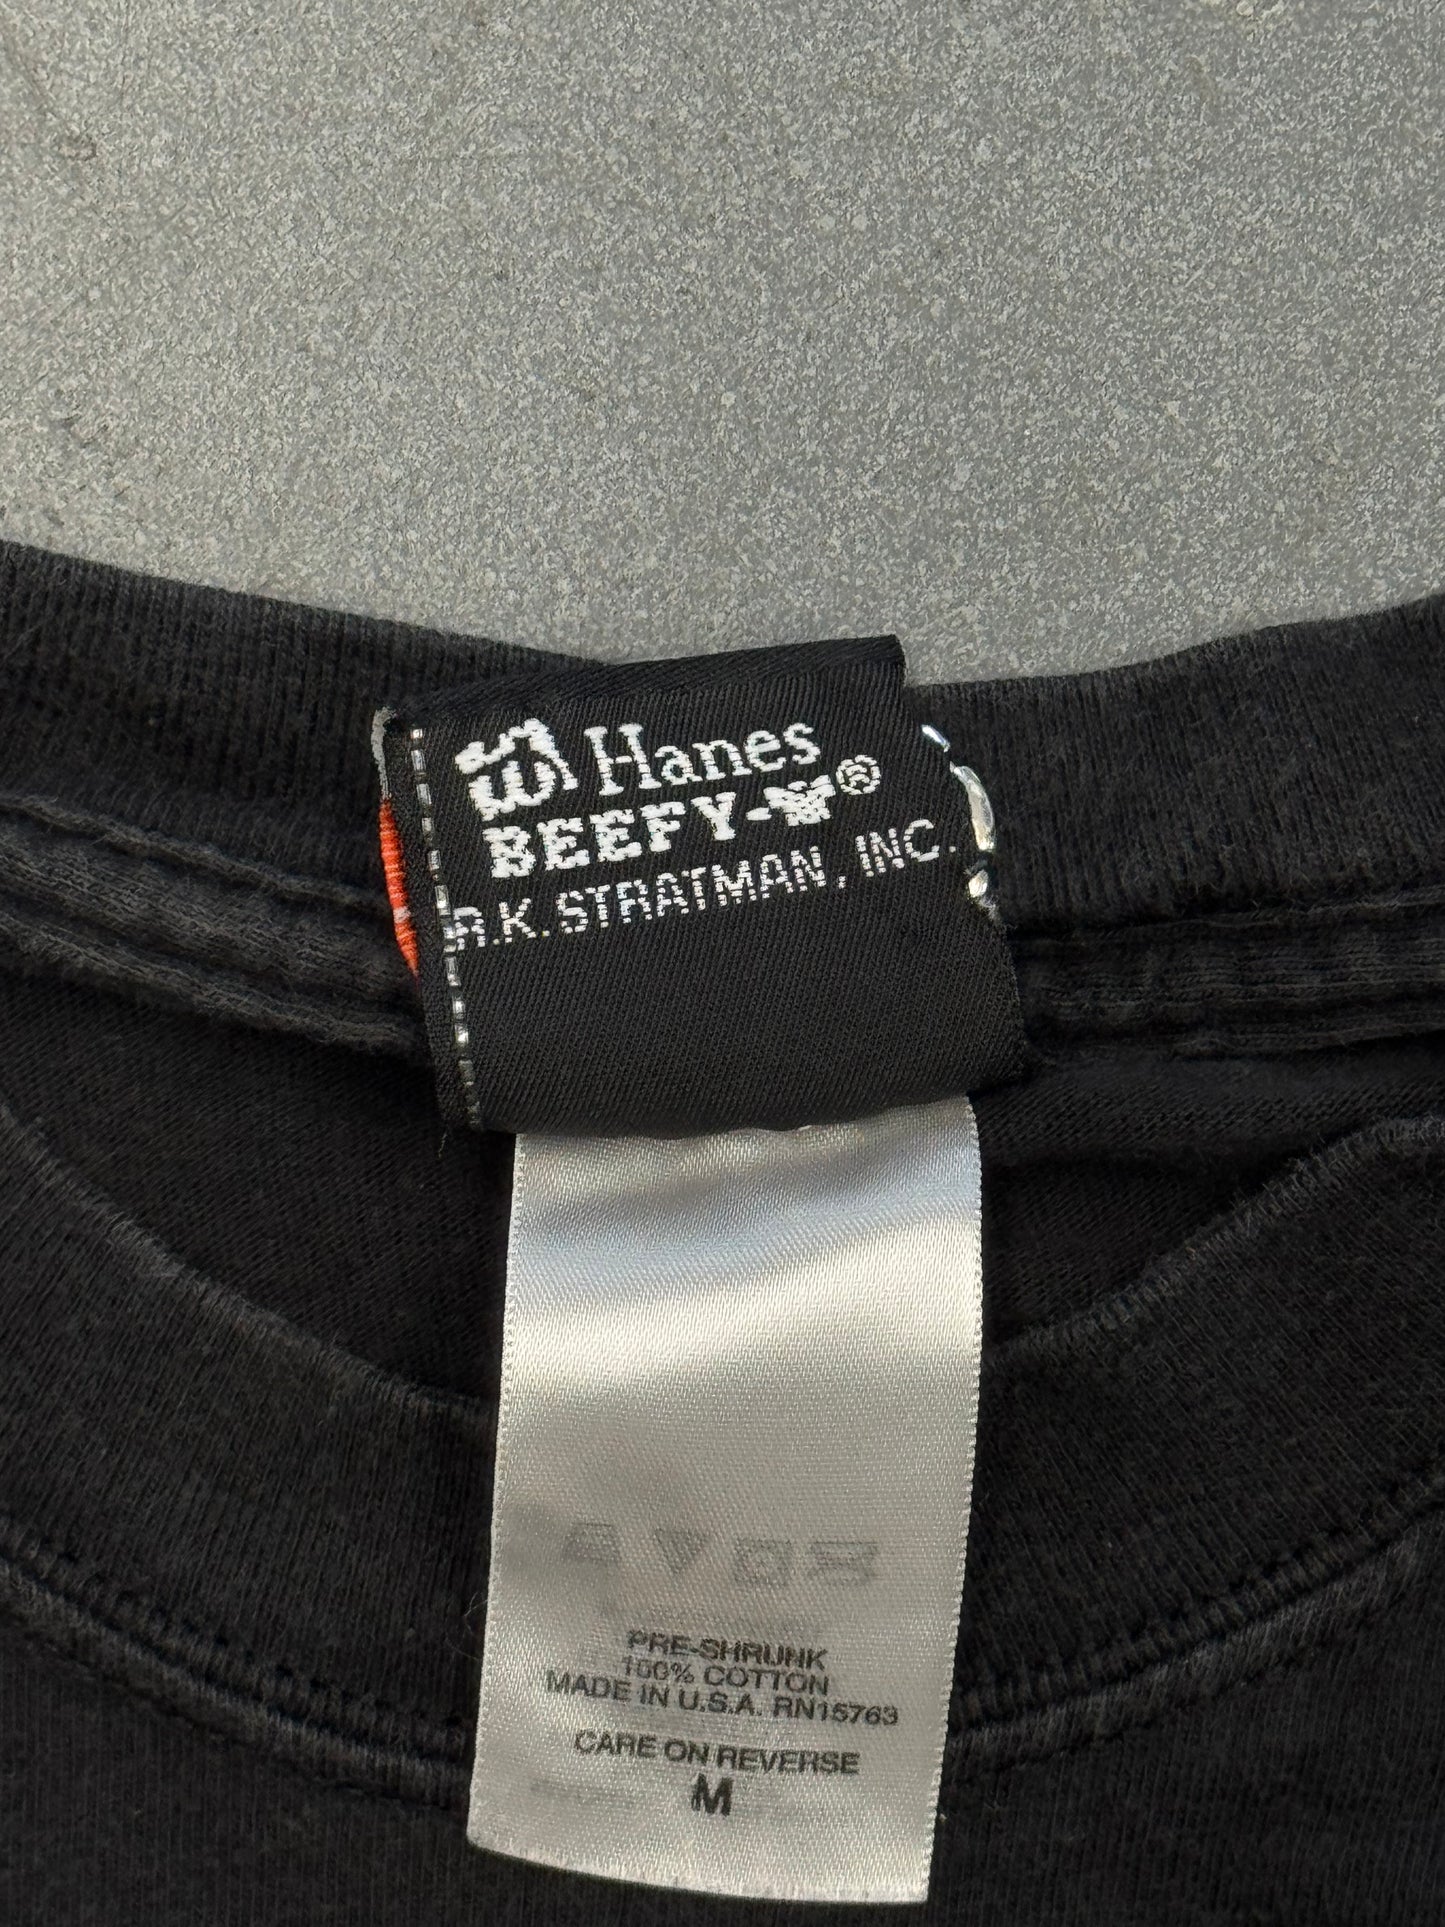 Hanes
BEEFY-T®
R.K. STRATMAN, INC.
PRE-SHRUNK
100% COTTON
MADE IN U.S.A. RN15763
CARE ON REVERSE
M